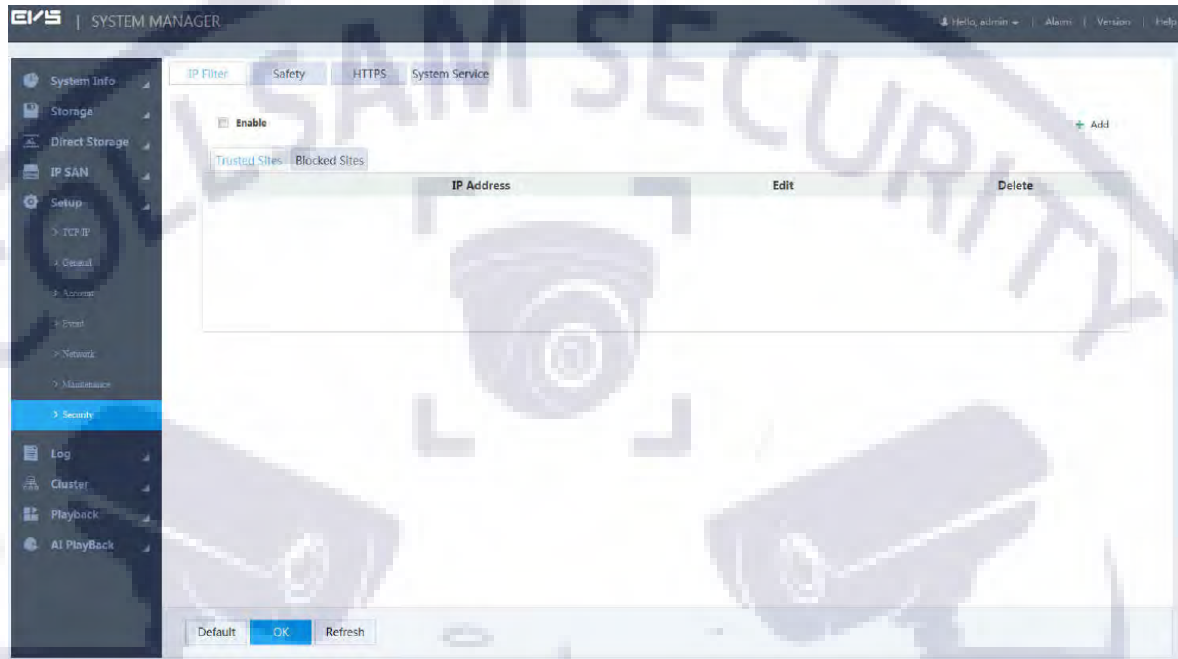 EVS | SYSTEM MANAGER
Hello, admin | Alarm | Version | Help
System Info
Storage
Direct Storage
IP SAN
Setup
> TCP/IP
> General
> Account
> Event
> Network
> Maintenance
> Security
Log
Cluster
Playback
AI PlayBack
IP Filter Safety HTTPS System Service
Enable
+ Add
Trusted Sites Blocked Sites
IP Address Edit Delete
Default OK Refresh
SAM SECURITY